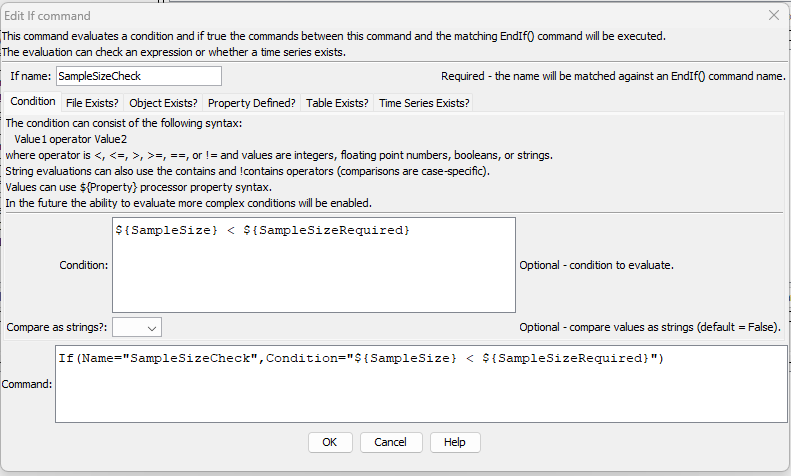 Edit If command
This command evaluates a condition and if true the commands between this command and the matching EndIf() command will be executed.
The evaluation can check an expression or whether a time series exists.
If name: SampleSizeCheck Required - the name will be matched against an EndIf() command name.
Condition File Exists? Object Exists? Property Defined? Table Exists? Time Series Exists?
The condition can consist of the following syntax:
Value1 operator Value2
where operator is <, <=, >, >=, ==, or != and values are integers, floating point numbers, booleans, or strings.
String evaluations can also use the contains and !contains operators (comparisons are case-specific).
Values can use ${Property} processor property syntax.
In the future the ability to evaluate more complex conditions will be enabled.
${SampleSize} < ${SampleSizeRequired}
Condition: Optional - condition to evaluate.
Compare as strings?: Optional - compare values as strings (default = False).
If(Name="SampleSizeCheck",Condition="${SampleSize} < ${SampleSizeRequired}")
Command:
OK Cancel Help